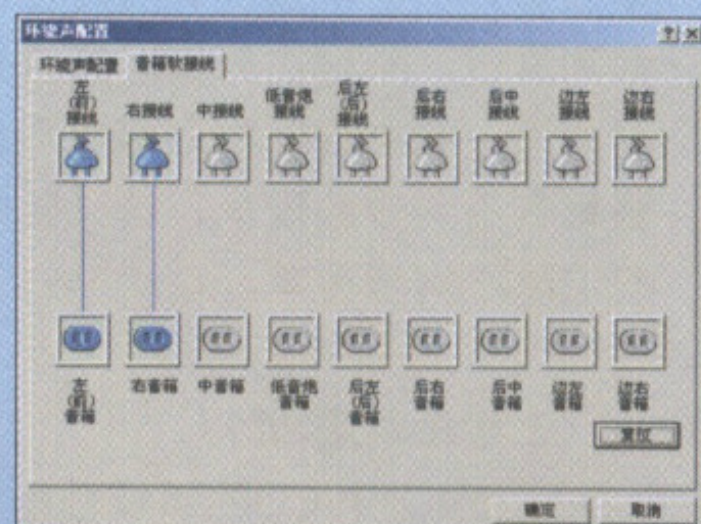 环绕声配置
环绕声配置 音箱软接线
左(前)接线 右接线 中接线 低音炮接线 后左(后)接线 后右接线 后中接线 边左接线 边右接线
左(前)音箱 右音箱 中音箱 低音炮音箱 后左(后)音箱 后右音箱 后中音箱 边左音箱 边右音箱
复位
确定 取消